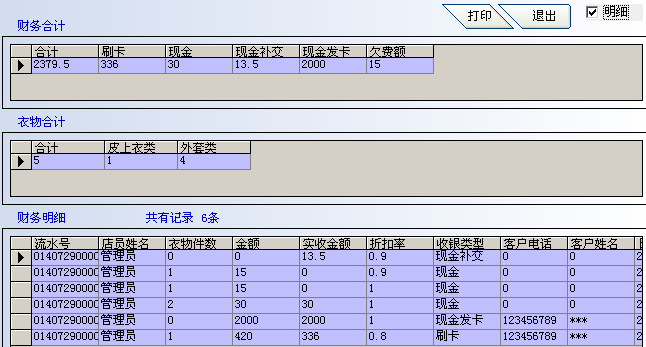 打印 退出 明细
财务合计
合计 刷卡 现金 现金补交 现金发卡 欠费额
2379.5 336 30 13.5 2000 15
衣物合计
合计 皮上衣类 外套类
5 1 4
财务明细 共有记录 6条
流水号 店员姓名 衣物件数 金额 实收金额 折扣率 收银类型 客户电话 客户姓名
01407290000 管理员 0 0 13.5 0.9 现金补交 0 0 2
01407290000 管理员 1 15 0 0.9 现金 0 0 2
01407290000 管理员 1 15 0 1 现金 0 0 2
01407290000 管理员 2 30 30 1 现金 0 0 2
01407290000 管理员 0 2000 2000 1 现金发卡 123456789 *** 2
01407290000 管理员 1 420 336 0.8 刷卡 123456789 *** 2